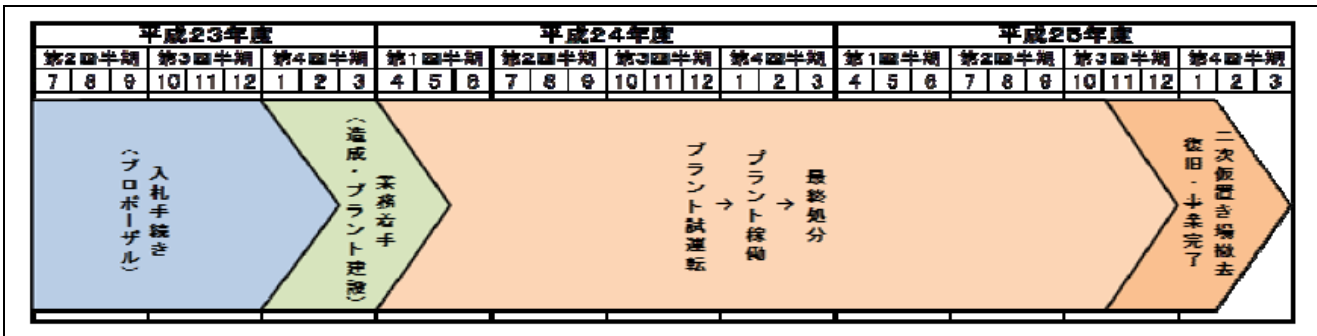 平成23年度 平成24年度 平成25年度
第2四半期 第3四半期 第4四半期 第1四半期 第2四半期 第3四半期 第4四半期 第1四半期 第2四半期 第3四半期 第4四半期
7 8 9 10 11 12 1 2 3 4 5 6 7 8 9 10 11 12 1 2 3 4 5 6 7 8 9 10 11 12 1 2 3
入札手続き
(プロポーザル)
業務着手
(造成・プラント建設)
プラント試運転
→
プラント稼働
→
最終処分
二次仮置き場撤去
復旧・事業完了